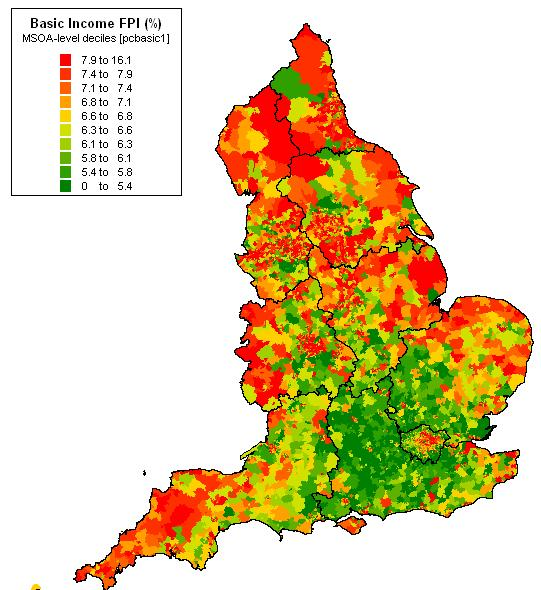 Basic Income FPI (%)
MSOA-level deciles [pcbasic1]
7.9 to 16.1
7.4 to 7.9
7.1 to 7.4
6.8 to 7.1
6.6 to 6.8
6.3 to 6.6
6.1 to 6.3
5.8 to 6.1
5.4 to 5.8
0 to 5.4